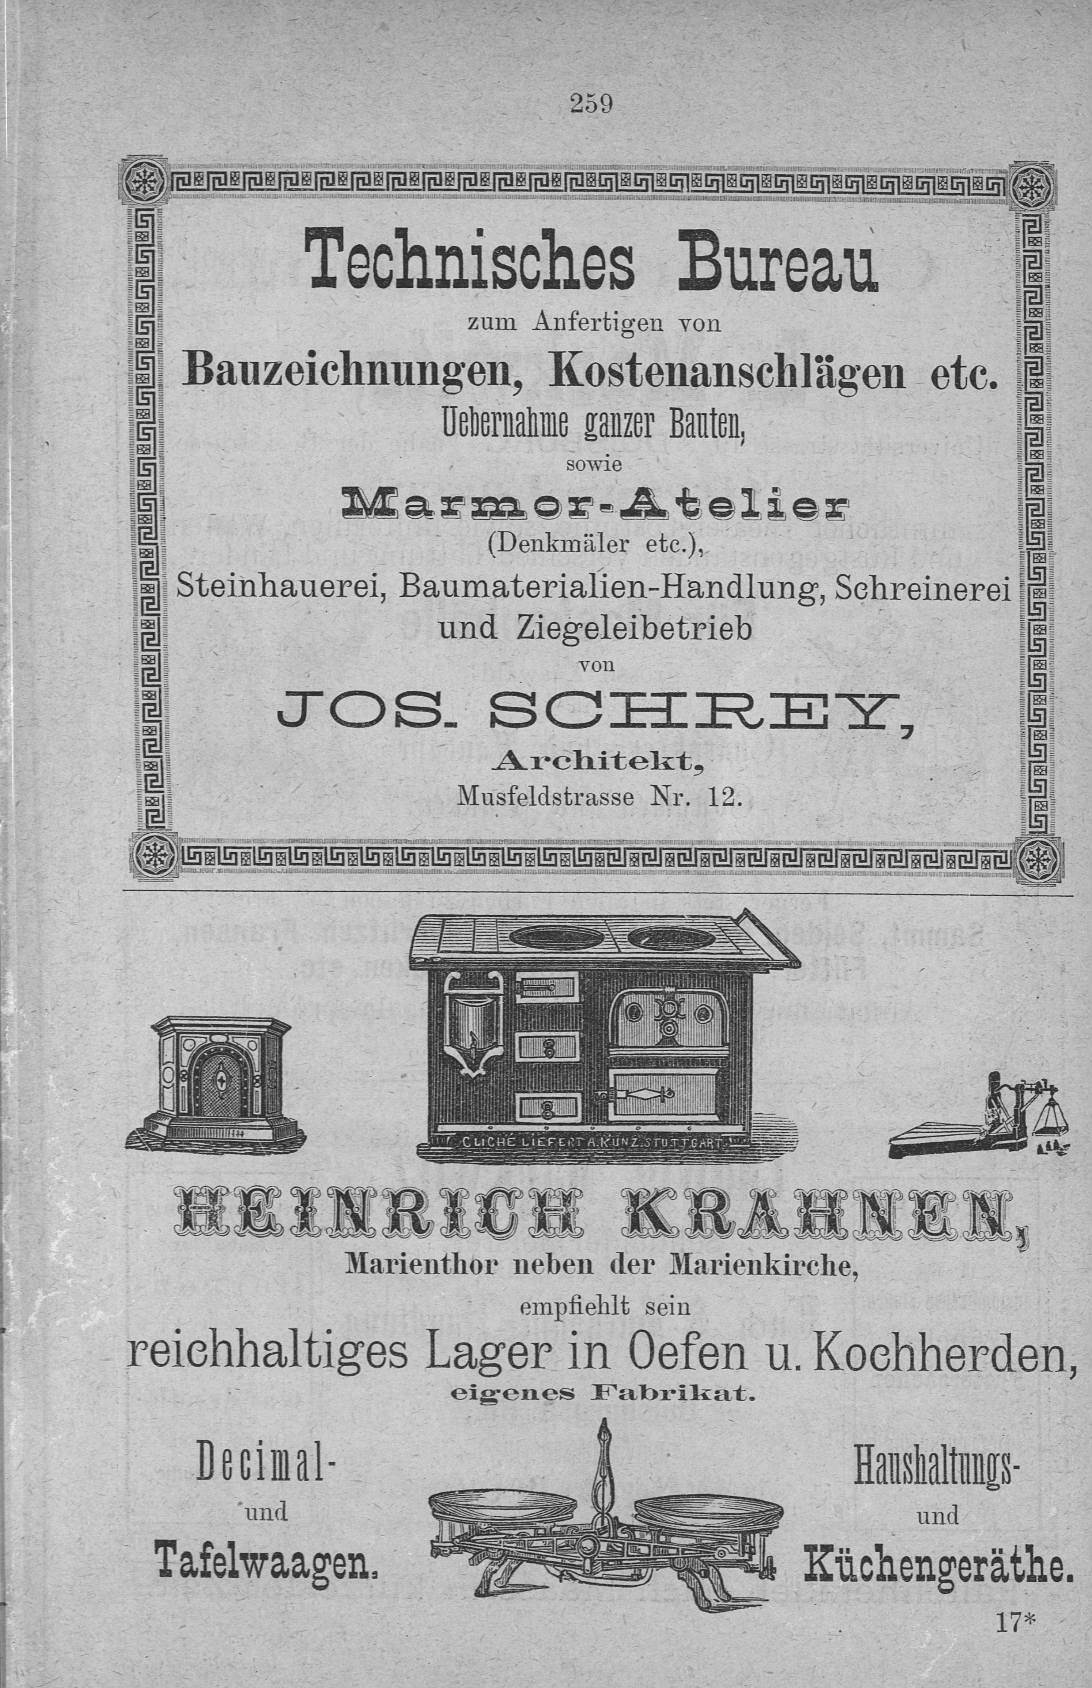 259
Technisches Bureau
zum Anfertigen von
Bauzeichnungen, Kostenanschlägen etc.
Uebernahme ganzer Bauten,
sowie
Marmor-Atelier
(Denkmäler etc.),
Steinhauerei, Baumaterialien-Handlung, Schreinerei
und Ziegeleibetrieb
von
JOS. SCHREY,
Architekt,
Musfeldstrasse Nr. 12.
CLICHÉ LIEFERT A. KUNZ. STUTTGART.
HEINRICH KRAHNEN,
Marienthor neben der Marienkirche,
empfiehlt sein
reichhaltiges Lager in Oefen u. Kochherden,
eigenes Fabrikat.
Decimal-
und
Tafelwaagen.
Haushaltungs-
und
Küchengeräthe.
17*